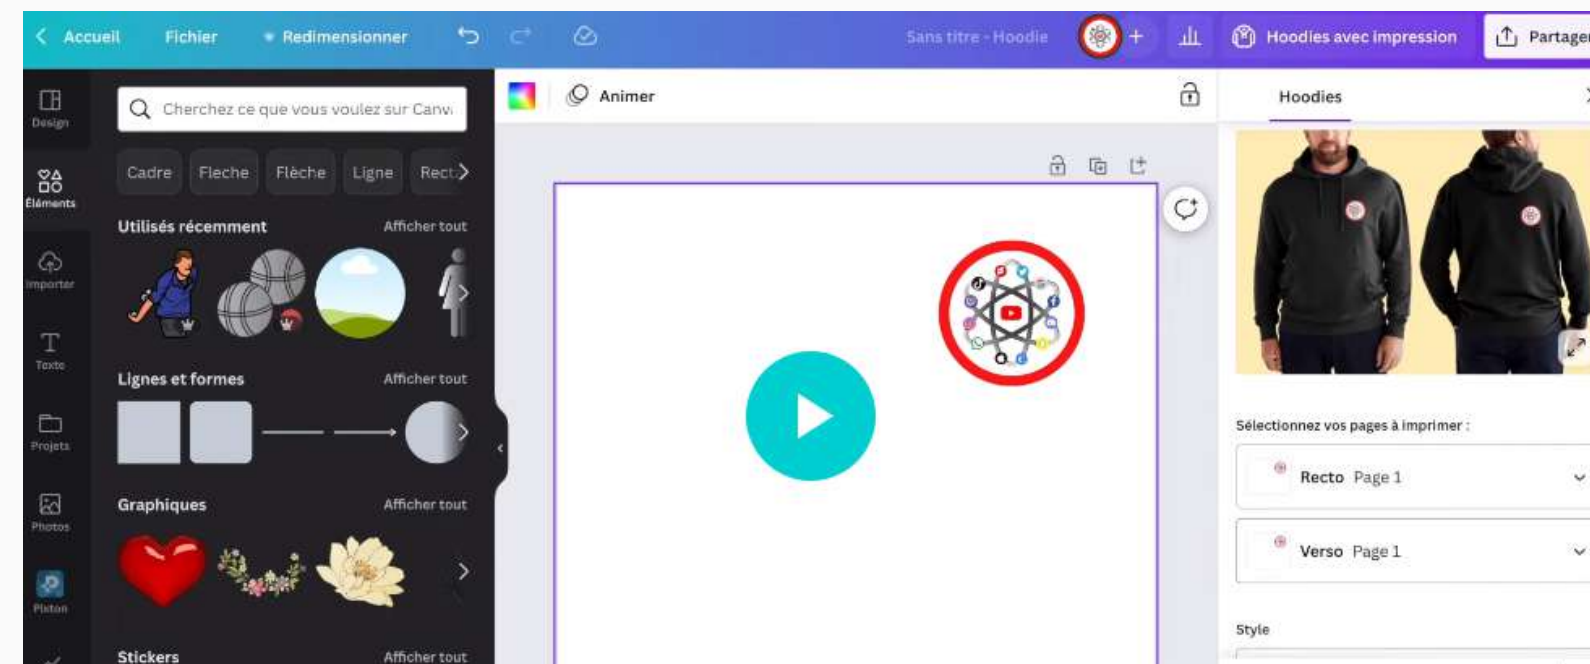 Accueil Fichier Redimensionner Sans titre - Hoodie Hoodies avec impression Partager
Design
Éléments
Importer
Texte
Projets
Photos
Pixton
Cherchez ce que vous voulez sur Canv
Cadre Fleche Flèche Ligne Rect
Utilisés récemment Afficher tout
Lignes et formes Afficher tout
Graphiques Afficher tout
Stickers Afficher tout
Animer
Hoodies
Sélectionnez vos pages à imprimer :
Recto Page 1
Verso Page 1
Style